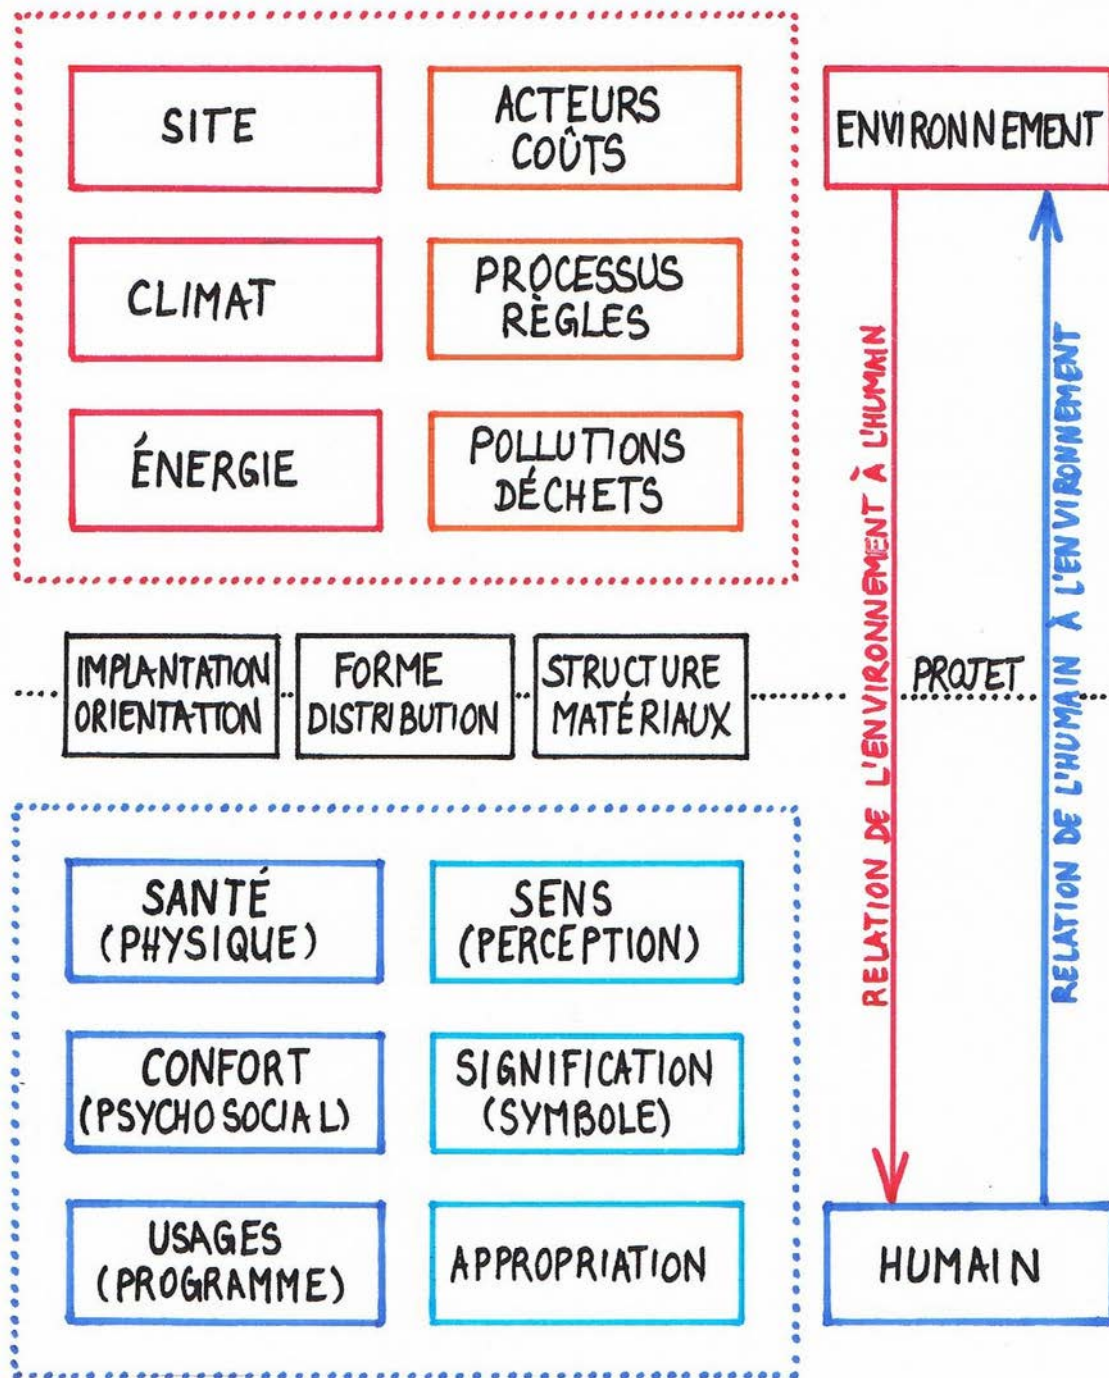 SITE
ACTEURS
COÛTS
ENVIRONNEMENT
CLIMAT
PROCESSUS
RÈGLES
ÉNERGIE
POLLUTIONS
DÉCHETS
RELATION DE L'ENVIRONNEMENT À L'HUMAIN
RELATION DE L'HUMAIN À L'ENVIRONNEMENT
IMPLANTATION
ORIENTATION
FORME
DISTRIBUTION
STRUCTURE
MATÉRIAUX
PROJET
SANTÉ
(PHYSIQUE)
SENS
(PERCEPTION)
CONFORT
(PSYCHOSOCIAL)
SIGNIFICATION
(SYMBOLE)
USAGES
(PROGRAMME)
APPROPRIATION
HUMAIN